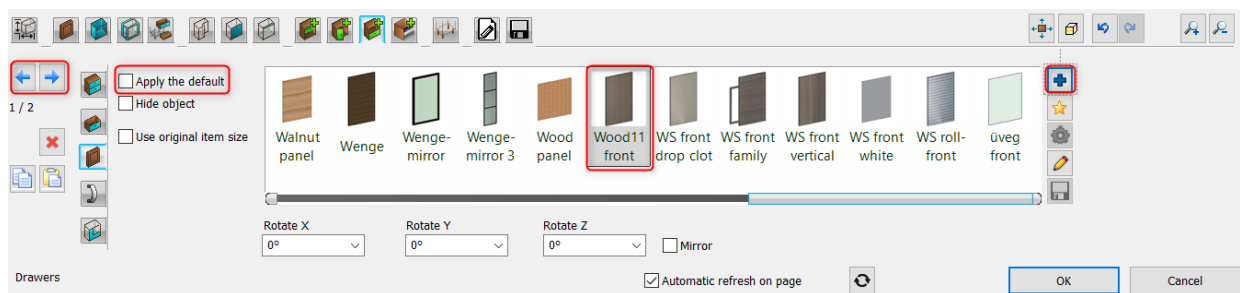 Apply the default
1 / 2
Hide object
Use original item size
Walnut
panel
Wenge
Wenge-
mirror
Wenge-
mirror 3
Wood
panel
Wood11
front
WS front
drop clot
WS front
family
WS front
vertical
WS front
white
WS roll-
front
üveg
front
Rotate X
Rotate Y
Rotate Z
0°
0°
0°
Mirror
Drawers
Automatic refresh on page
OK
Cancel